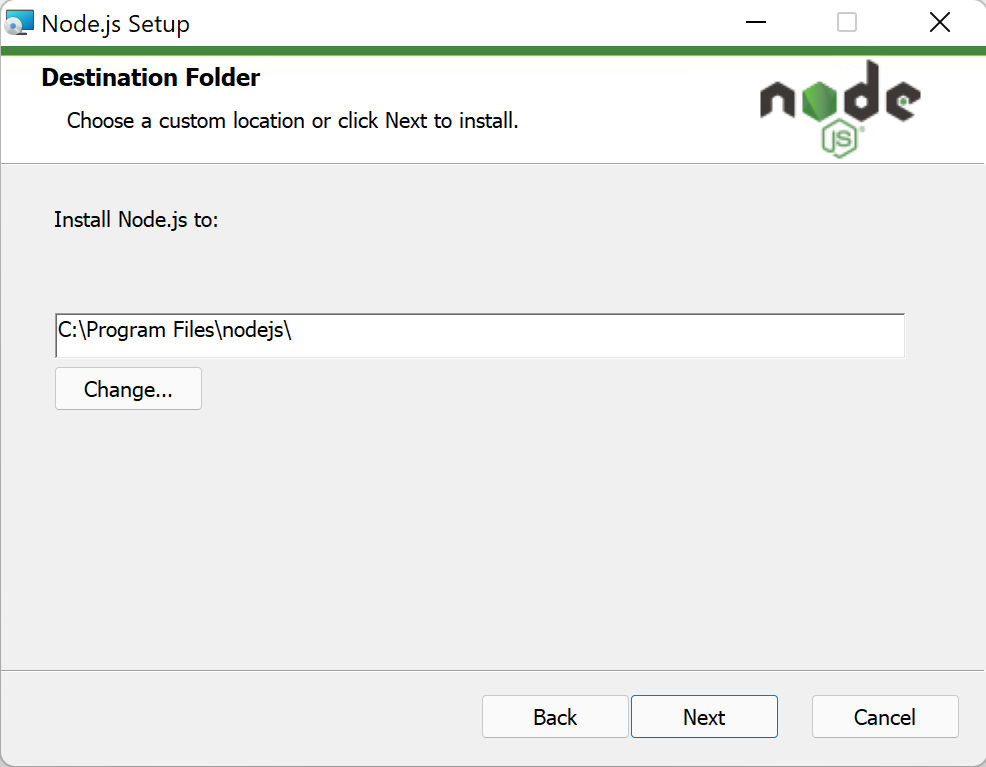 Node.js Setup
Destination Folder
Choose a custom location or click Next to install.
node
JS
Install Node.js to:
C:\Program Files\nodejs\
Change...
Back
Next
Cancel